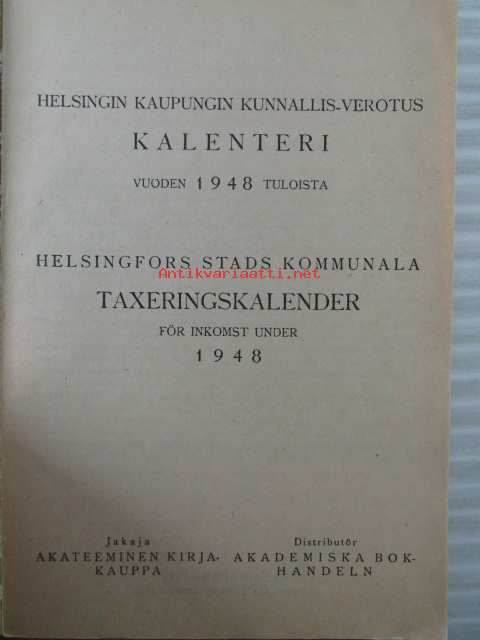 HELSINGIN KAUPUNGIN KUNNALLIS-VEROTUS
KALENTERI
VUODEN 1948 TULOISTA
HELSINGFORS STADS KOMMUNALA
Antikvariaatti.net
TAXERINGSKALENDER
FÖR INKOMST UNDER
1948
Jakaja
AKATEEMINEN KIRJA-
KAUPPA
Distributör
AKADEMISKA BOK-
HANDELN